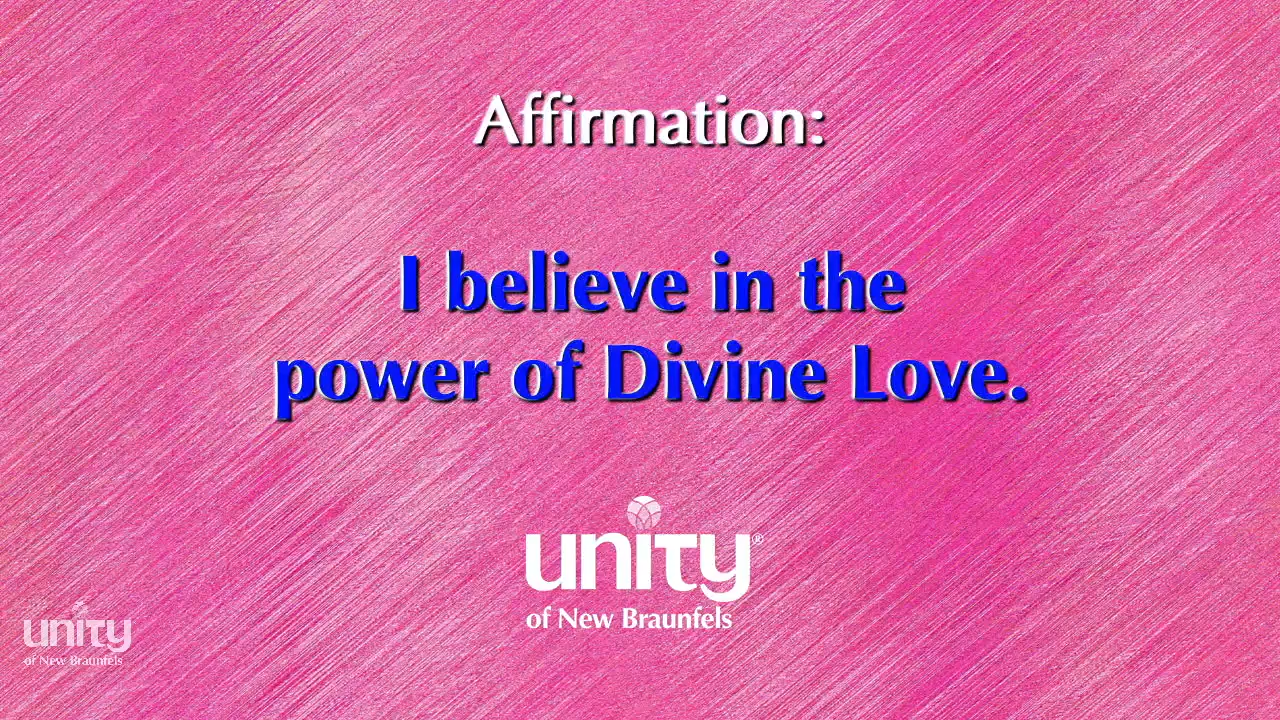 Affirmation:
I believe in the
power of Divine Love.
unity®
of New Braunfels
unity
of New Braunfels